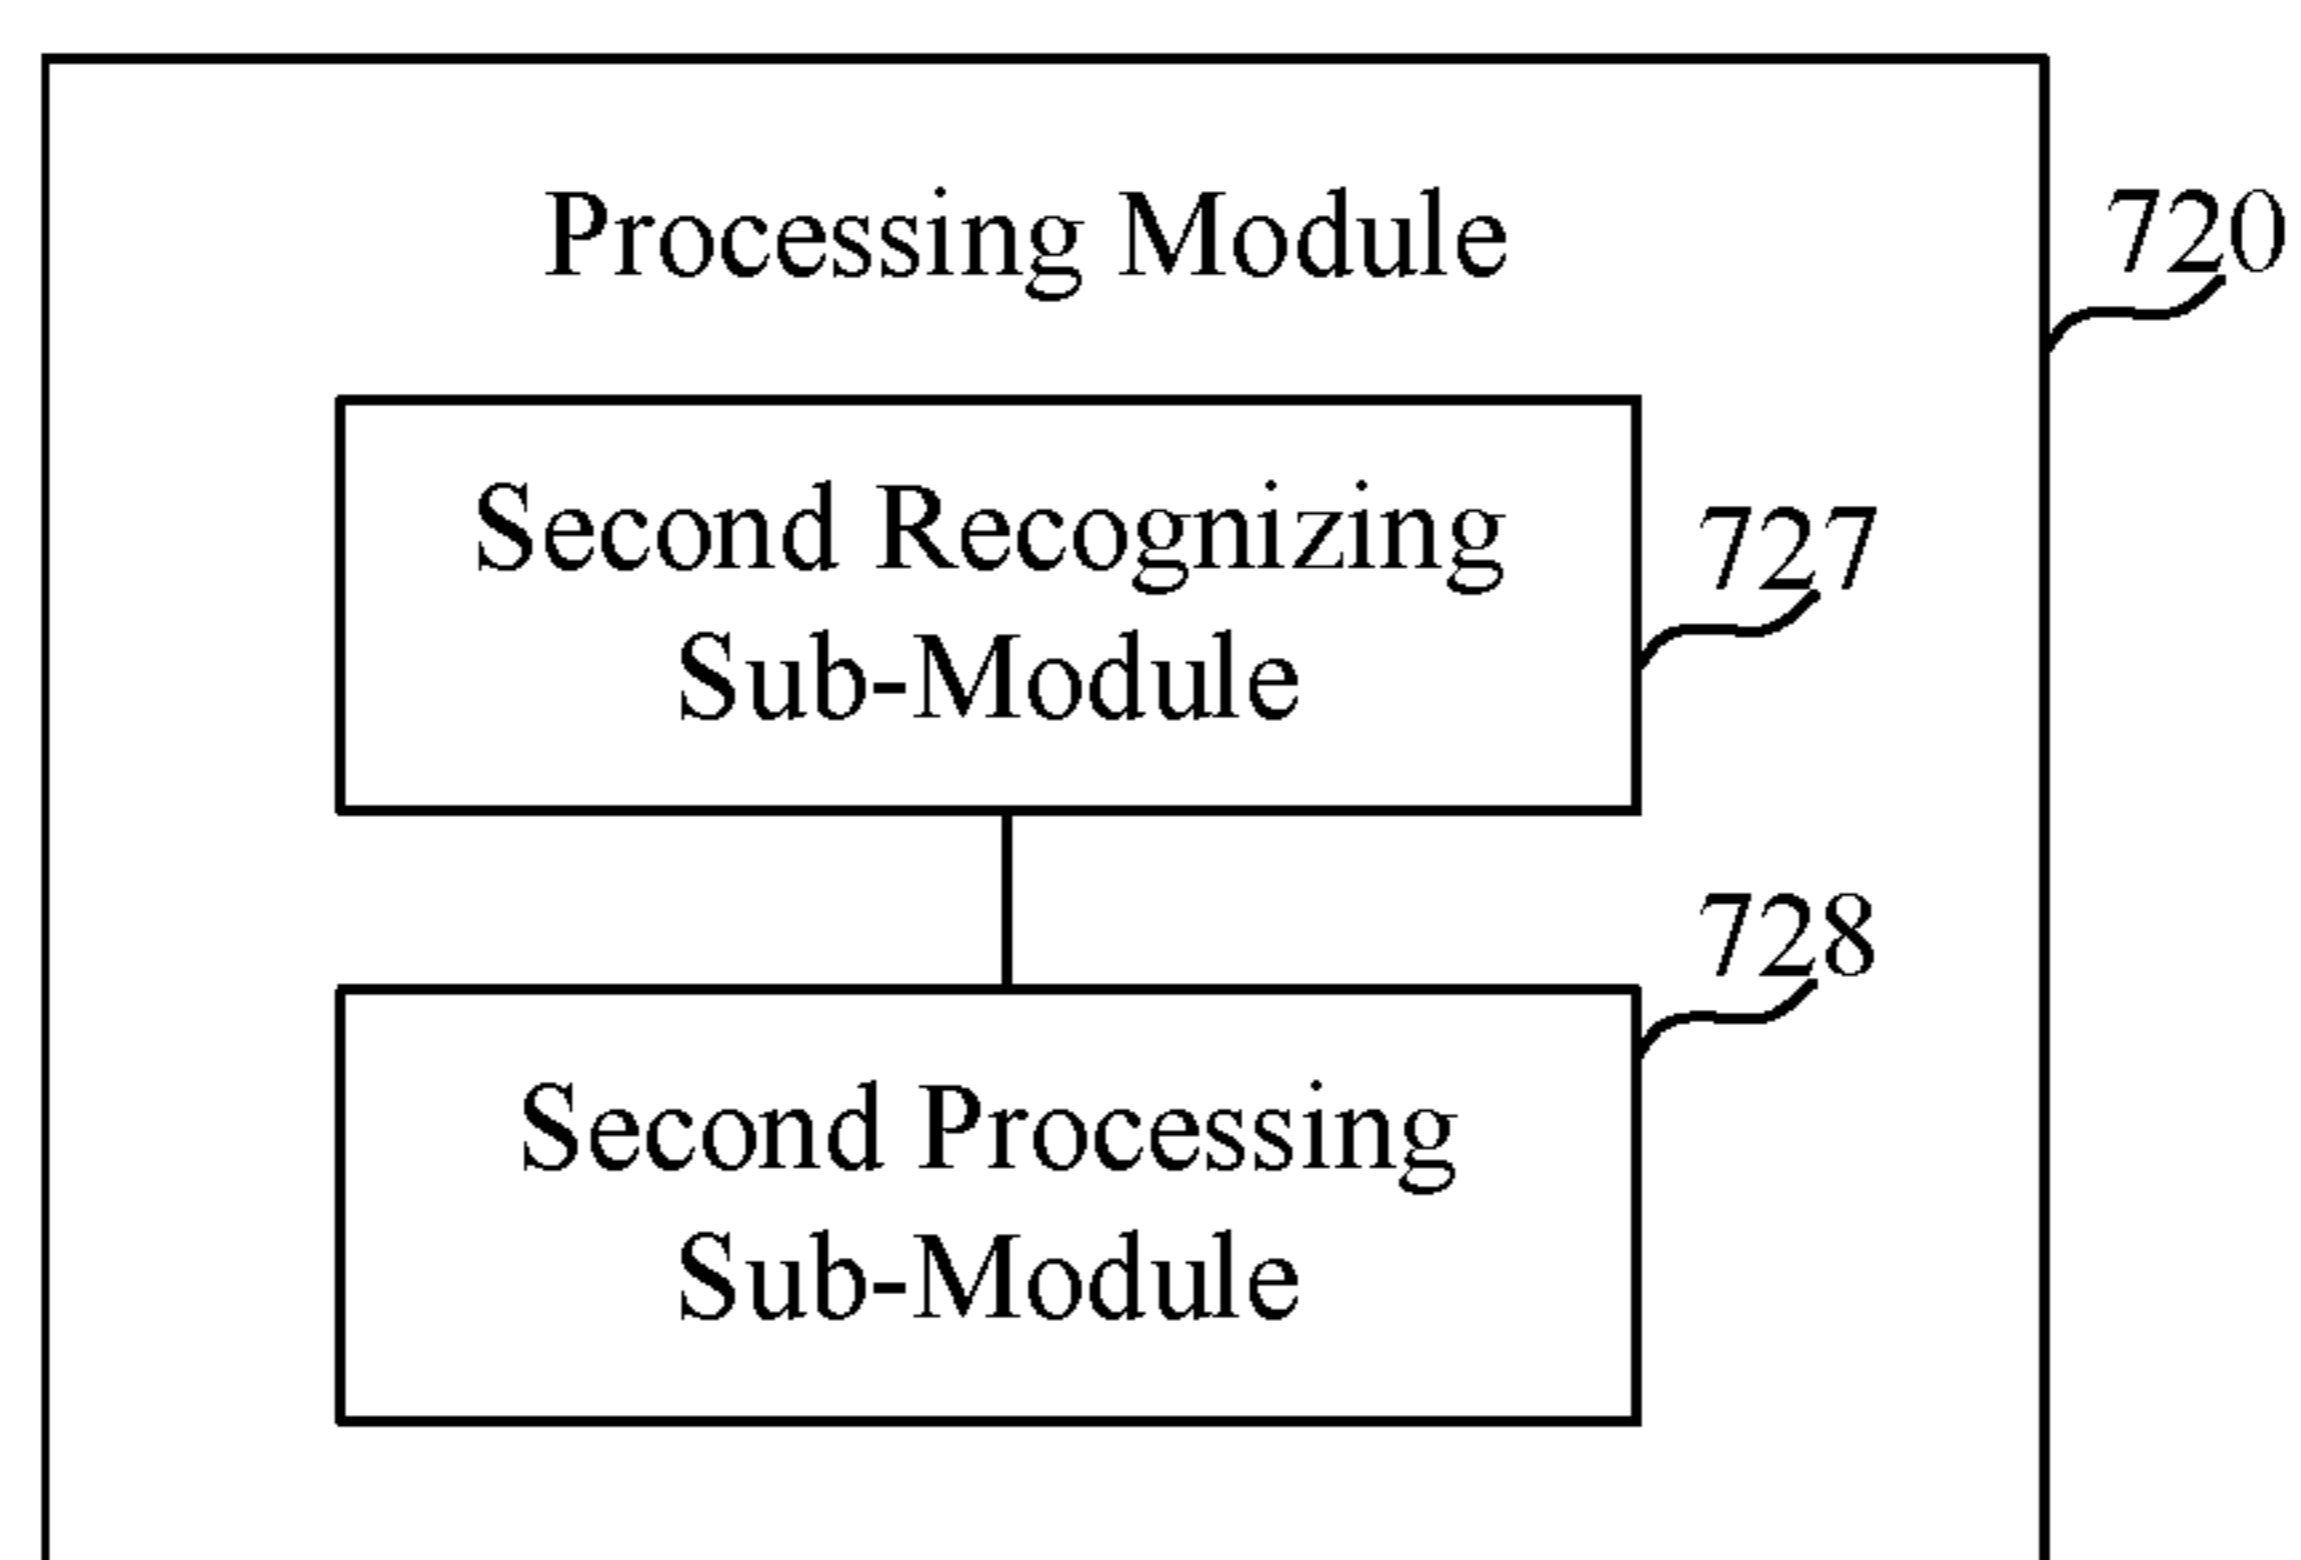 Processing Module
720
Second Recognizing
Sub-Module
727
728
Second Processing
Sub-Module